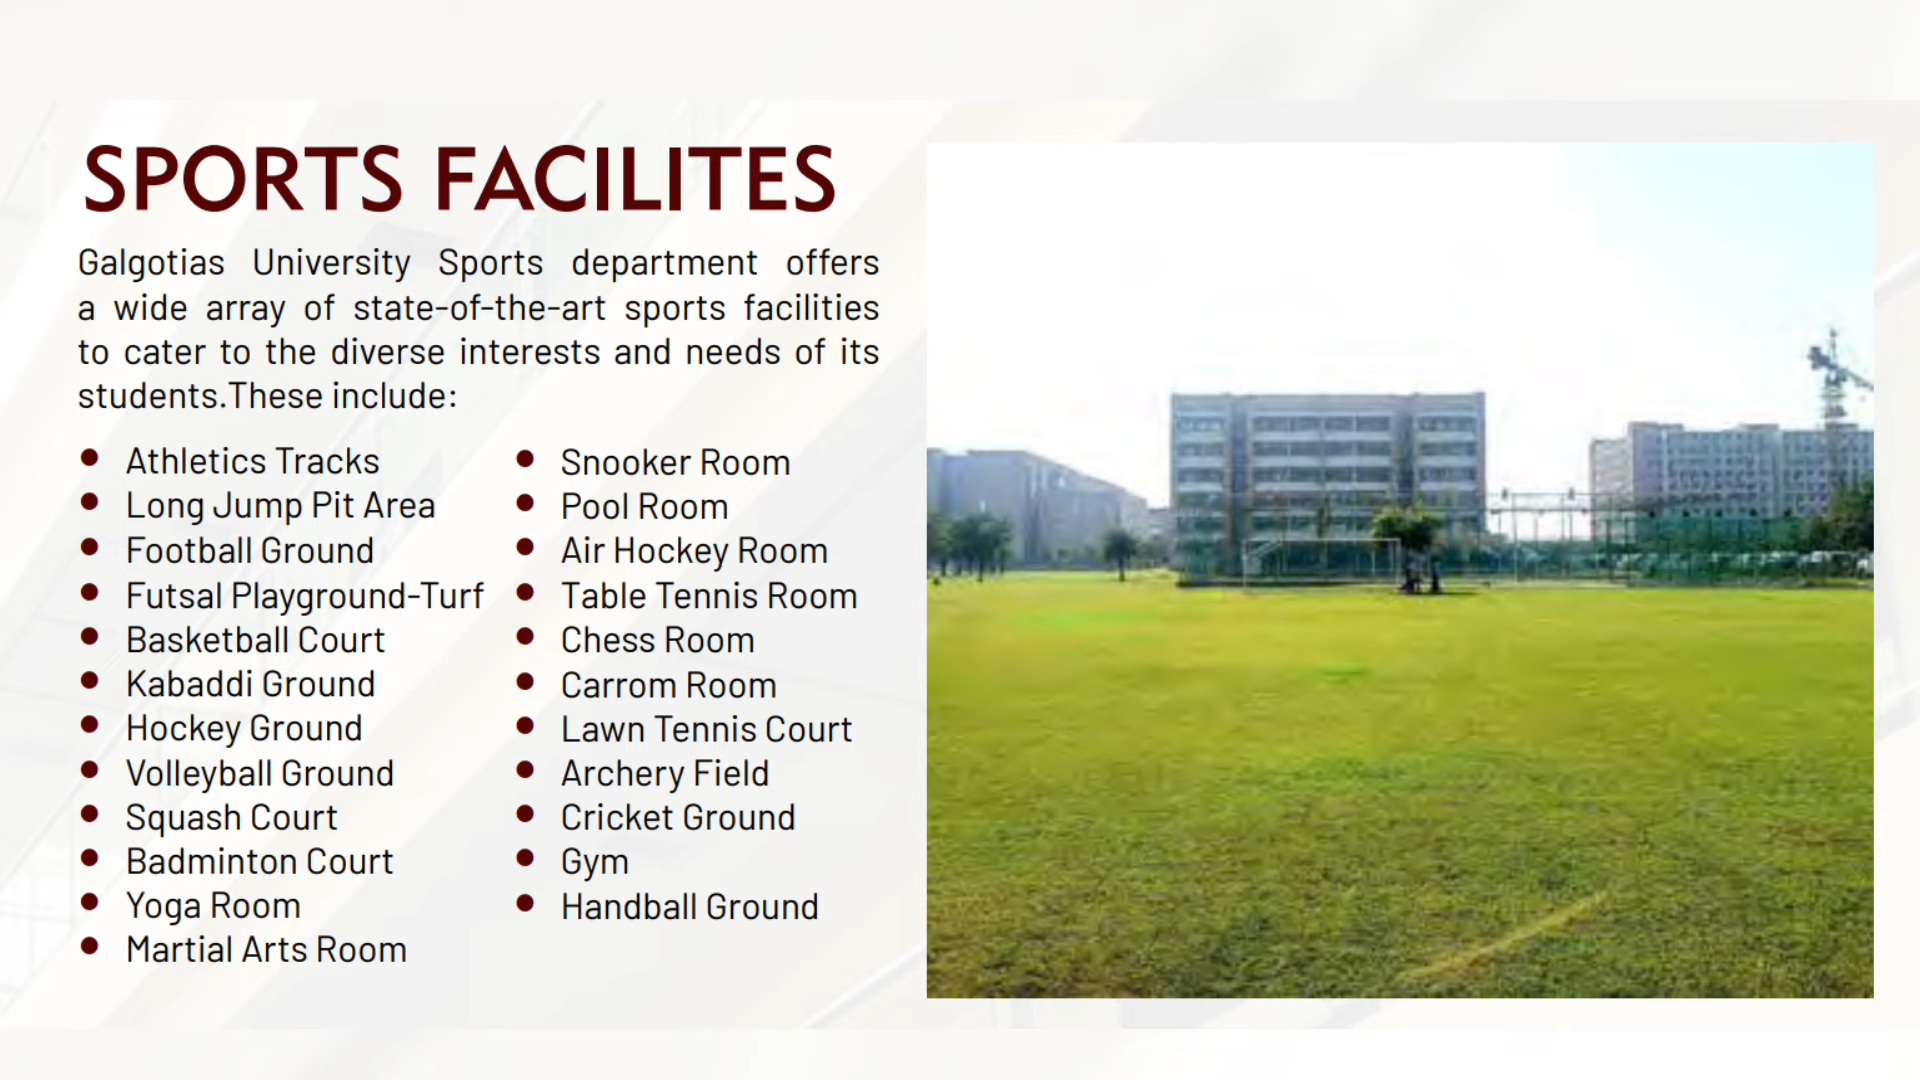 SPORTS FACILITES
Galgotias University Sports department offers
a wide array of state-of-the-art sports facilities
to cater to the diverse interests and needs of its
students.These include:
Athletics Tracks
Long Jump Pit Area
Football Ground
Futsal Playground-Turf
Basketball Court
Kabaddi Ground
Hockey Ground
Volleyball Ground
Squash Court
Badminton Court
Yoga Room
Martial Arts Room
Snooker Room
Pool Room
Air Hockey Room
Table Tennis Room
Chess Room
Carrom Room
Lawn Tennis Court
Archery Field
Cricket Ground
Gym
Handball Ground